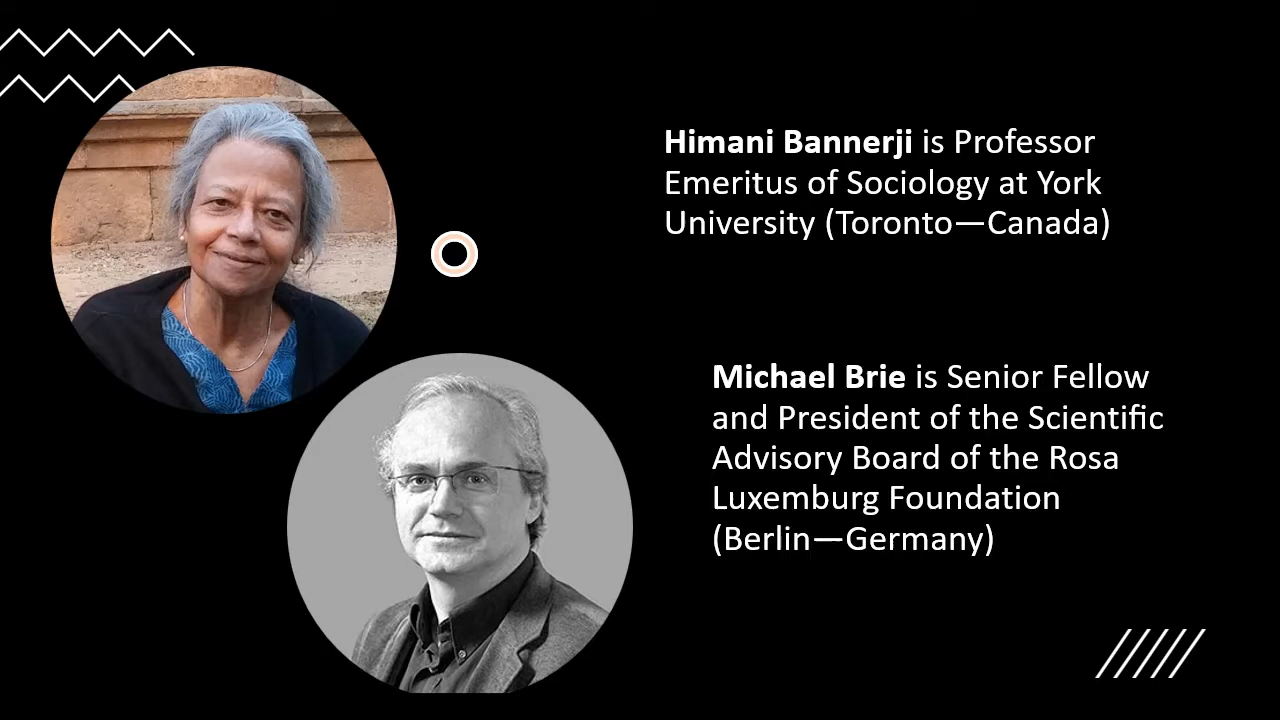 Himani Bannerji is Professor
Emeritus of Sociology at York
University (Toronto—Canada)
Michael Brie is Senior Fellow
and President of the Scientific
Advisory Board of the Rosa
Luxemburg Foundation
(Berlin—Germany)